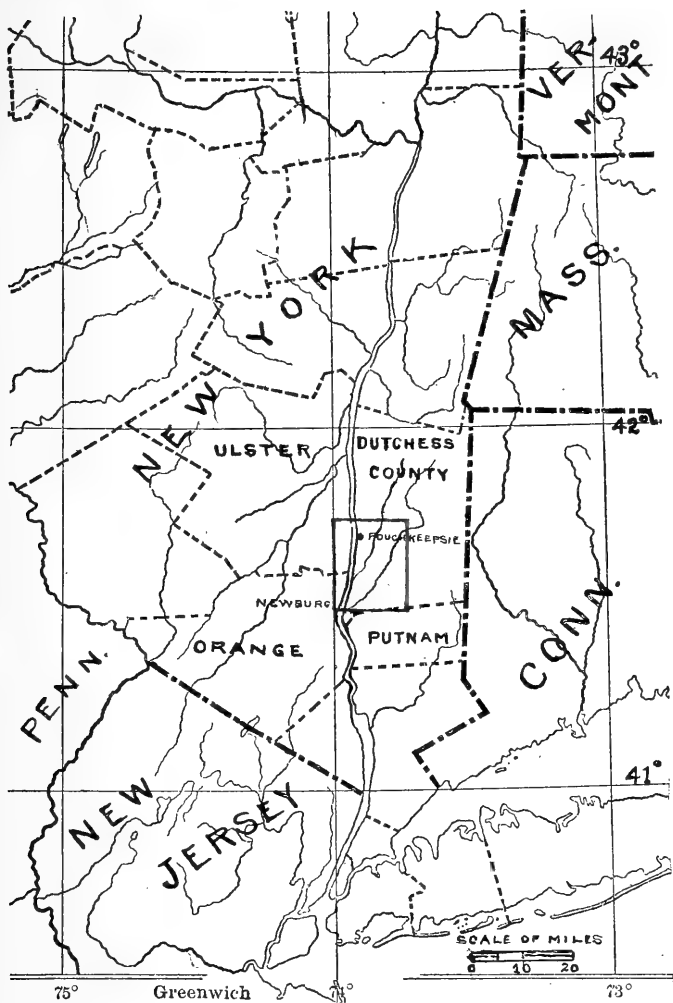 VER'
MONT
43°
NEW YORK
MASS.
42°
ULSTER
DUTCHESS
COUNTY
POUGHKEEPSIE
NEWBURG
ORANGE
PUTNAM
CONN.
PENN.
41°
NEW
JERSEY
SCALE OF MILES
0 10 20
75° Greenwich 74 73°